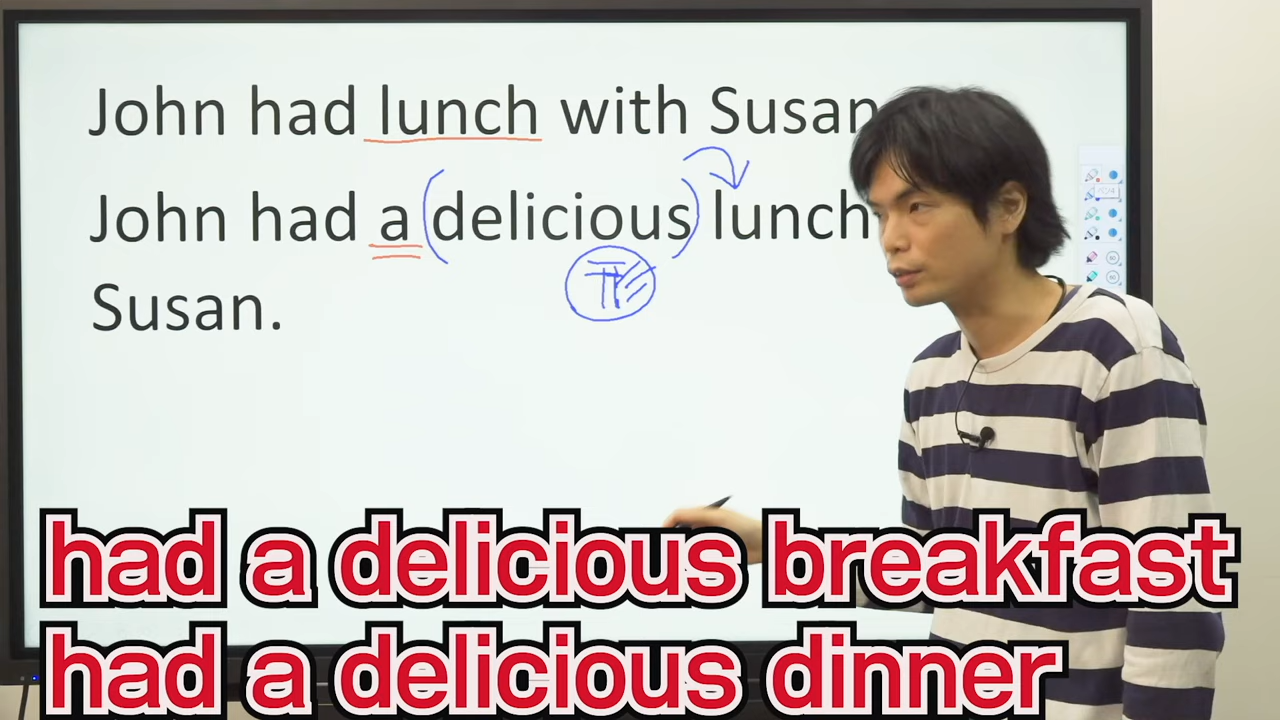 John had lunch with Susan
John had a (delicious) lunch
形
Susan.
had a delicious breakfast
had a delicious dinner